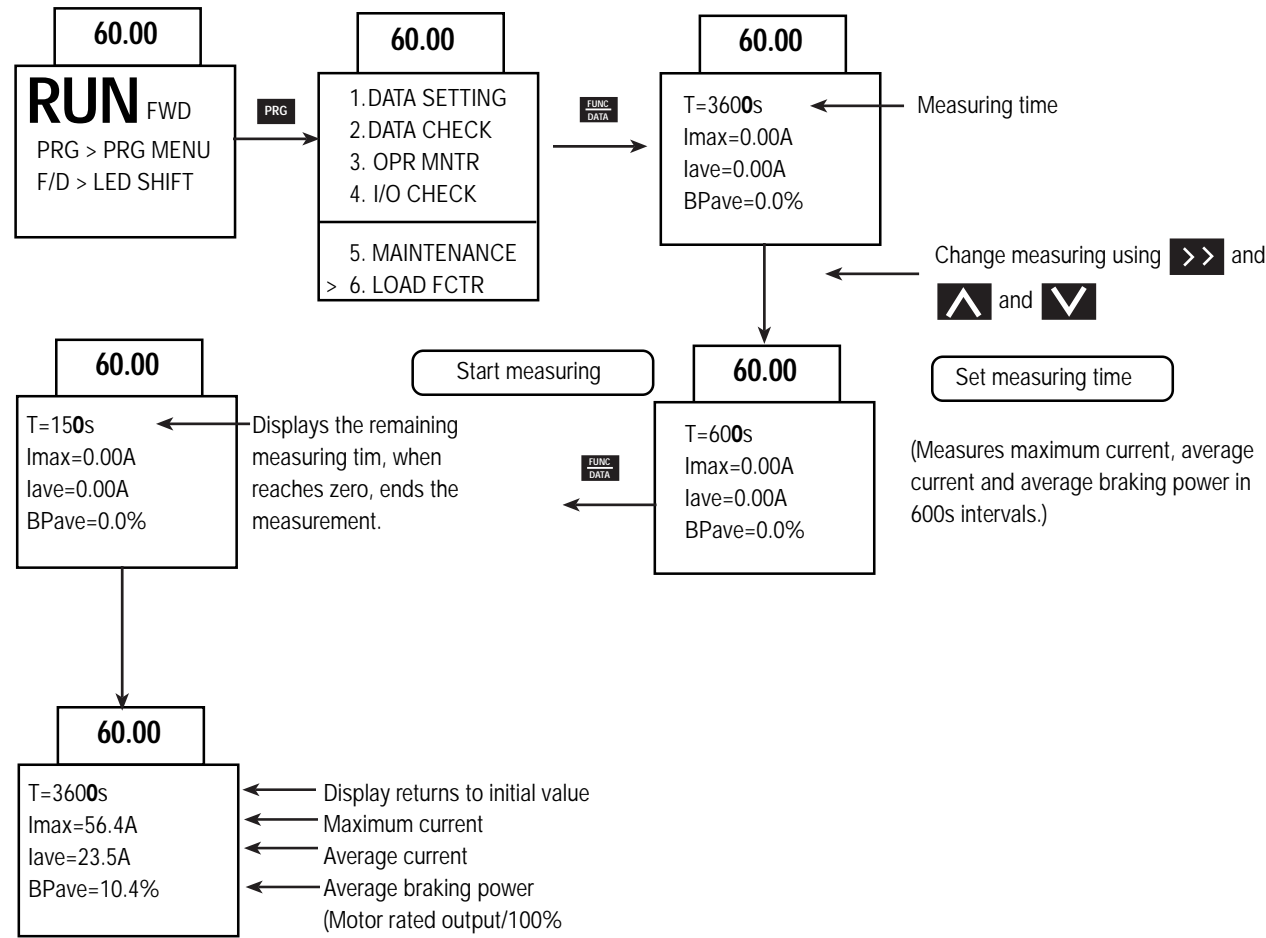 60.00
RUN FWD
PRG > PRG MENU
F/D > LED SHIFT
PRG
60.00
1.DATA SETTING
2.DATA CHECK
3. OPR MNTR
4. I/O CHECK
5. MAINTENANCE
> 6. LOAD FCTR
FUNC
DATA
60.00
T=3600s
Imax=0.00A
Iave=0.00A
BPave=0.0%
Measuring time
Change measuring using >> and
and
60.00
T=600s
Imax=0.00A
Iave=0.00A
BPave=0.0%
Set measuring time
(Measures maximum current, average
current and average braking power in
600s intervals.)
Start measuring
FUNC
DATA
60.00
T=150s
Imax=0.00A
Iave=0.00A
BPave=0.0%
Displays the remaining
measuring tim, when
reaches zero, ends the
measurement.
60.00
T=3600s
Imax=56.4A
Iave=23.5A
BPave=10.4%
Display returns to initial value
Maximum current
Average current
Average braking power
(Motor rated output/100%